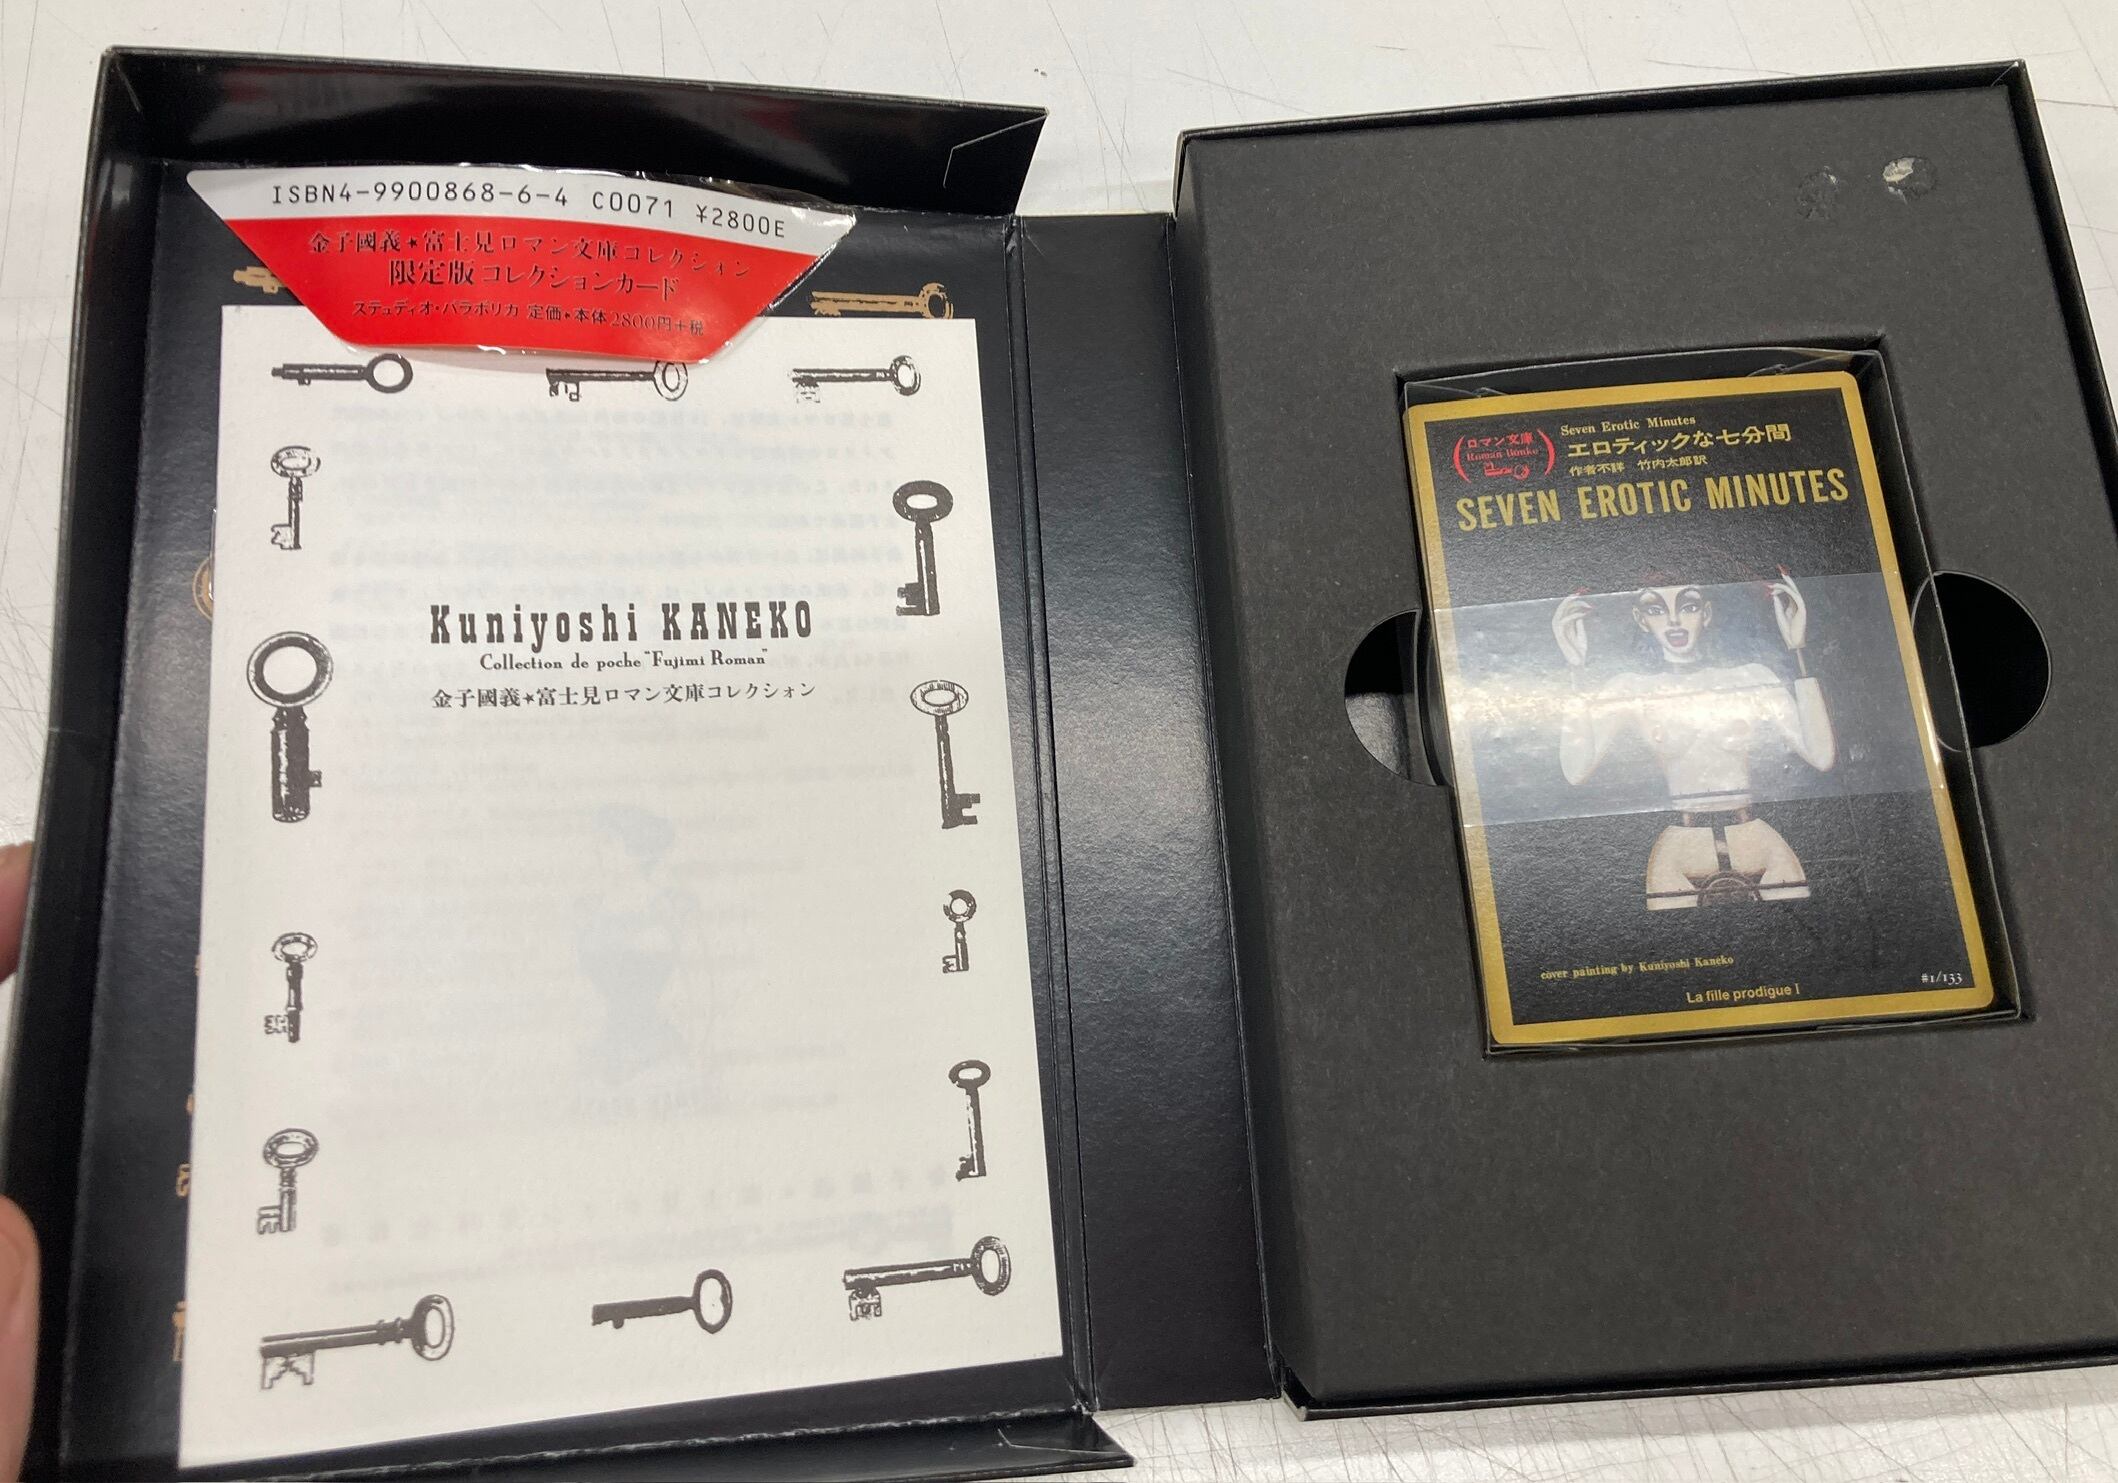 ISBN4-9900868-6-4 C0071 ¥2800E
金子國義★富士見ロマン文庫コレクション
限定版コレクションカード
ステュディオ・パラボリカ 定価★本体2800円+税
Kuniyoshi KANEKO
Collection de poche "Fujimi Roman"
金子國義★富士見ロマン文庫コレクション
Seven Erotic Minutes
ロマン文庫
Roman Bunko
エロティックな七分間
作者不詳 竹内太郎訳
SEVEN EROTIC MINUTES
cover painting by Kuniyoshi Kaneko
#1/133
La fille prodigue I